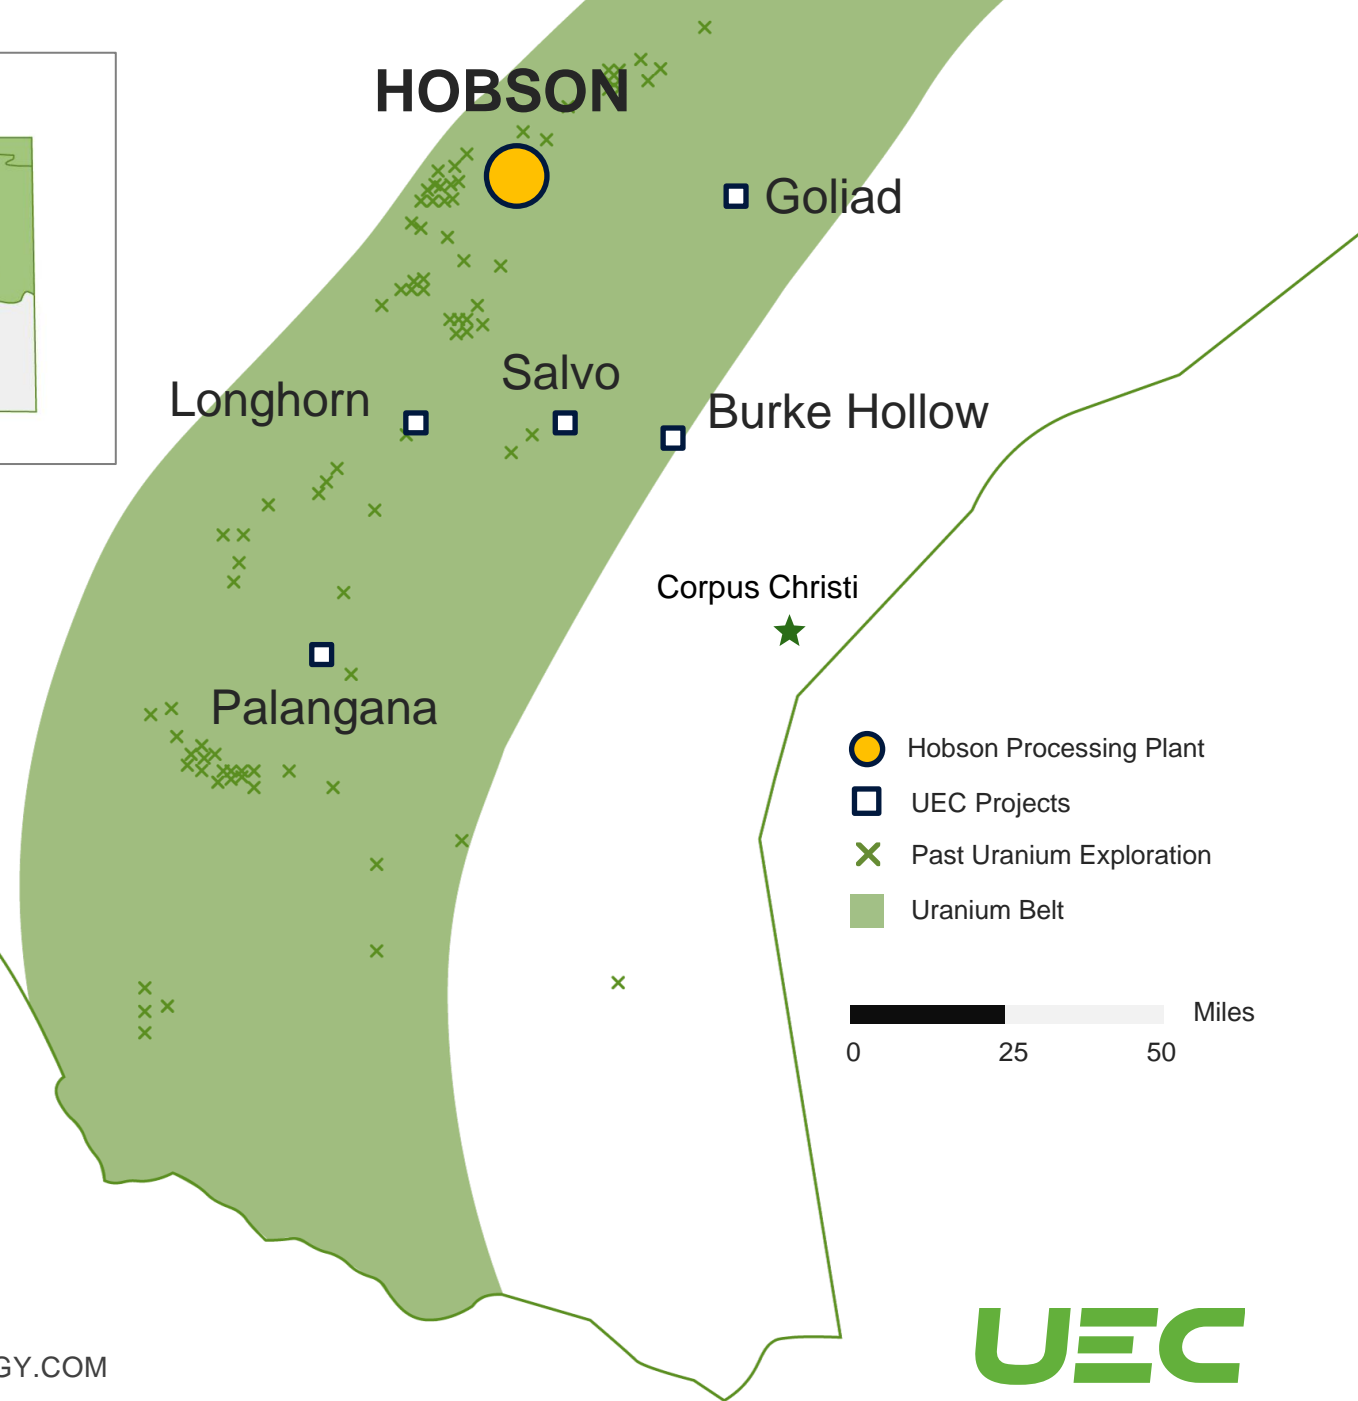 HOBSON
Goliad
Salvo
Longhorn
Burke Hollow
Corpus Christi
Palangana
Hobson Processing Plant
UEC Projects
Past Uranium Exploration
Uranium Belt
Miles
0 25 50
UEC
GY.COM